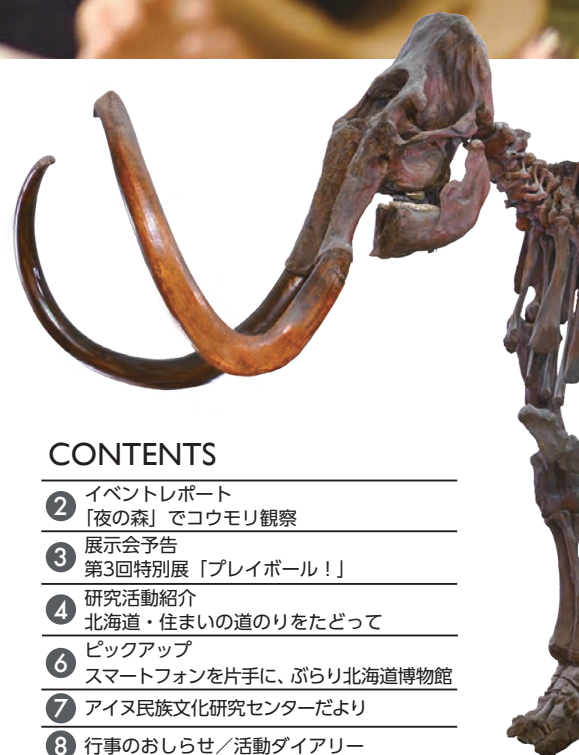 CONTENTS
2 イベントレポート
「夜の森」でコウモリ観察
3 展示会予告
第3回特別展「プレイボール！」
4 研究活動紹介
北海道・住まいの道のりをたどって
6 ピックアップ
スマートフォンを片手に、ぶらり北海道博物館
7 アイヌ民族文化研究センターだより
8 行事のおしらせ／活動ダイアリー